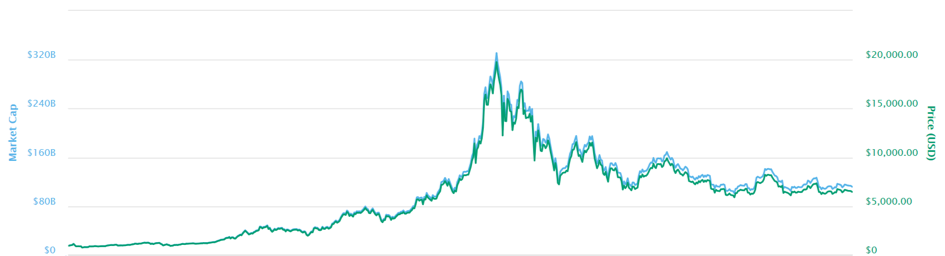 $320B
$20,000.00
$240B
$15,000.00
Market Cap
Price (USD)
$160B
$10,000.00
$80B
$5,000.00
$0
$0